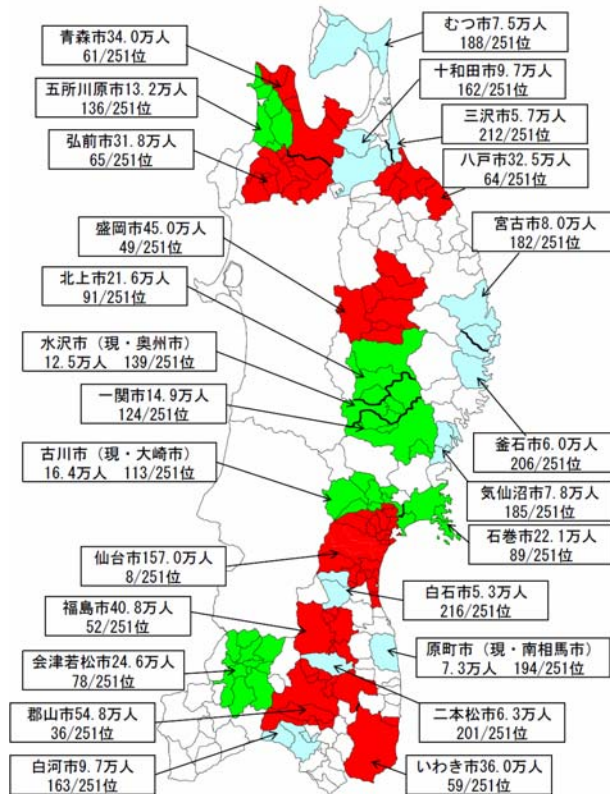 青森市34.0万人
61/251位
五所川原市13.2万人
136/251位
弘前市31.8万人
65/251位
盛岡市45.0万人
49/251位
北上市21.6万人
91/251位
水沢市（現・奥州市）
12.5万人 139/251位
一関市14.9万人
124/251位
古川市（現・大崎市）
16.4万人 113/251位
仙台市157.0万人
8/251位
福島市40.8万人
52/251位
会津若松市24.6万人
78/251位
郡山市54.8万人
36/251位
白河市9.7万人
163/251位
むつ市7.5万人
188/251位
十和田市9.7万人
162/251位
三沢市5.7万人
212/251位
八戸市32.5万人
64/251位
宮古市8.0万人
182/251位
釜石市6.0万人
206/251位
気仙沼市7.8万人
185/251位
石巻市22.1万人
89/251位
白石市5.3万人
216/251位
原町市（現・南相馬市）
7.3万人 194/251位
二本松市6.3万人
201/251位
いわき市36.0万人
59/251位